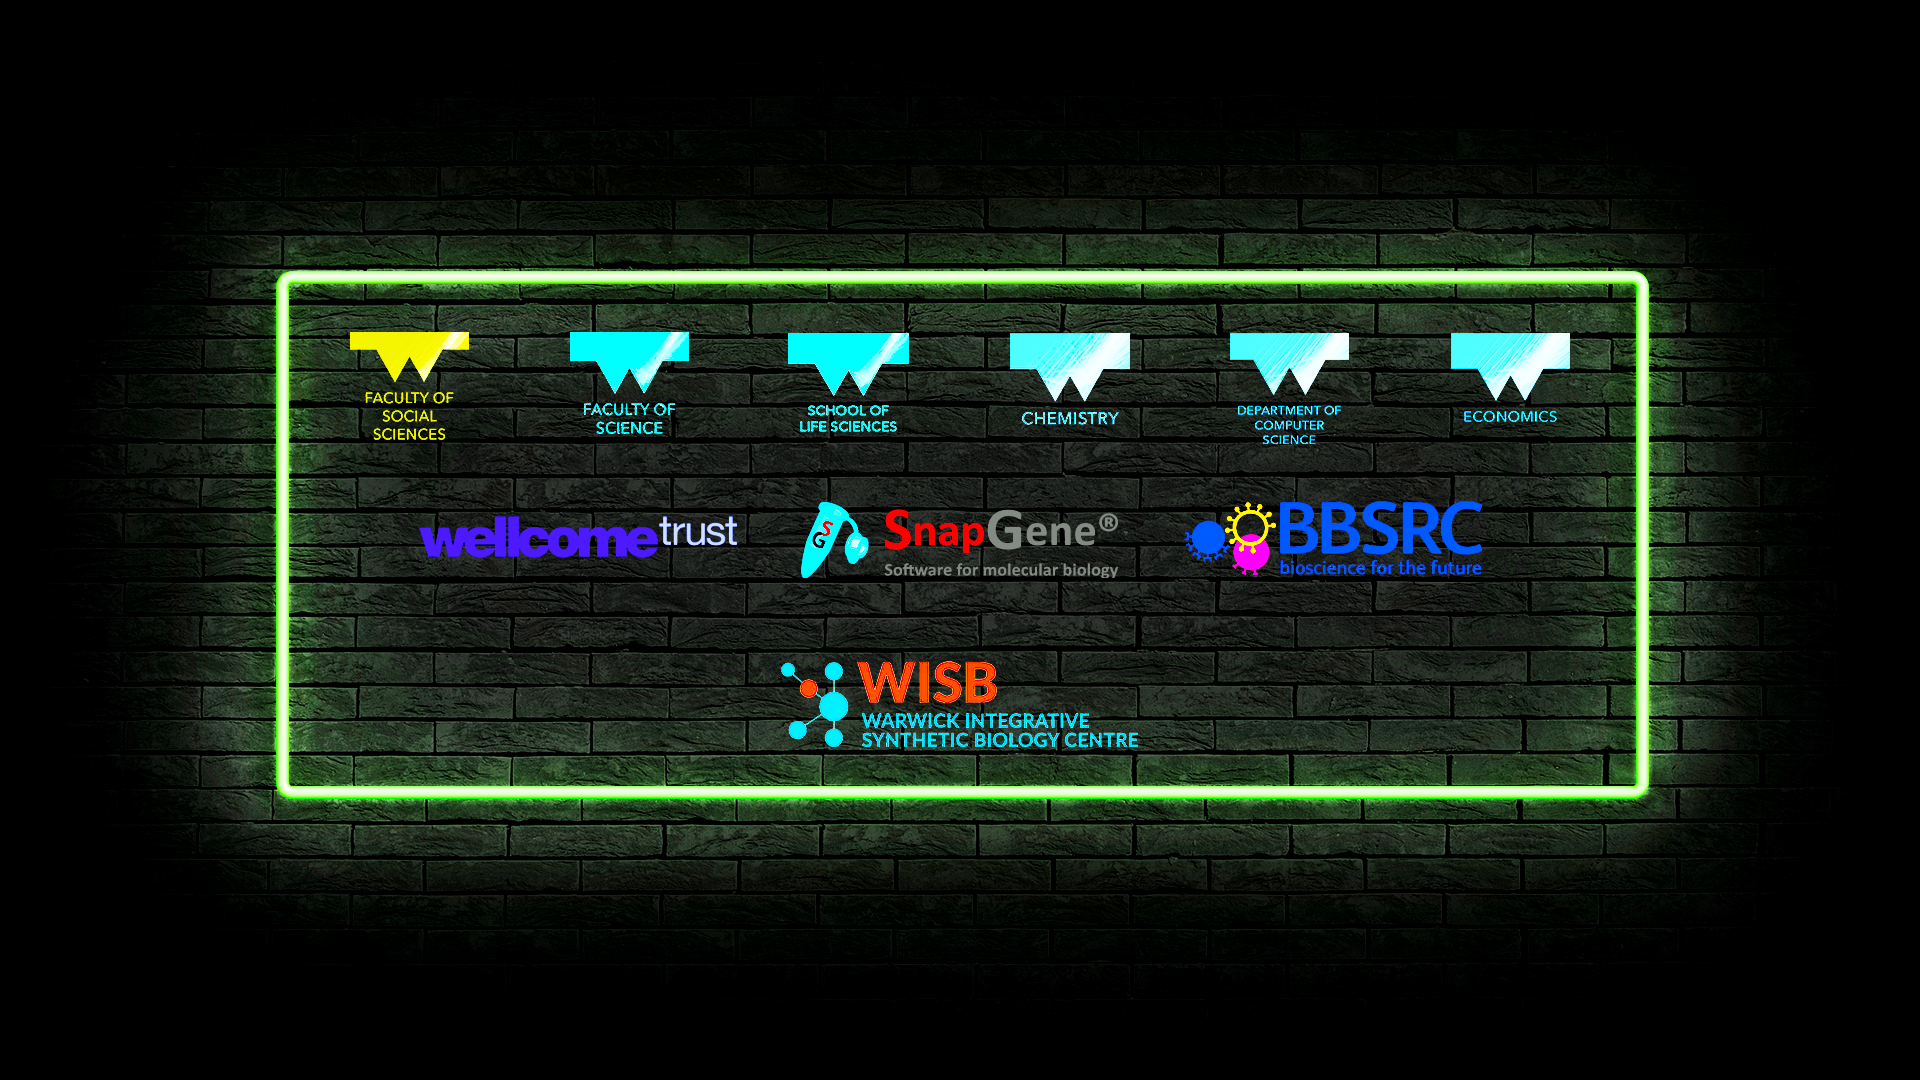 FACULTY OF
SOCIAL
SCIENCES
FACULTY OF
SCIENCE
SCHOOL OF
LIFE SCIENCES
CHEMISTRY
DEPARTMENT OF
COMPUTER
SCIENCE
ECONOMICS
wellcometrust
SG
SnapGene®
Software for molecular biology
BBSRC
bioscience for the future
WISB
WARWICK INTEGRATIVE
SYNTHETIC BIOLOGY CENTRE